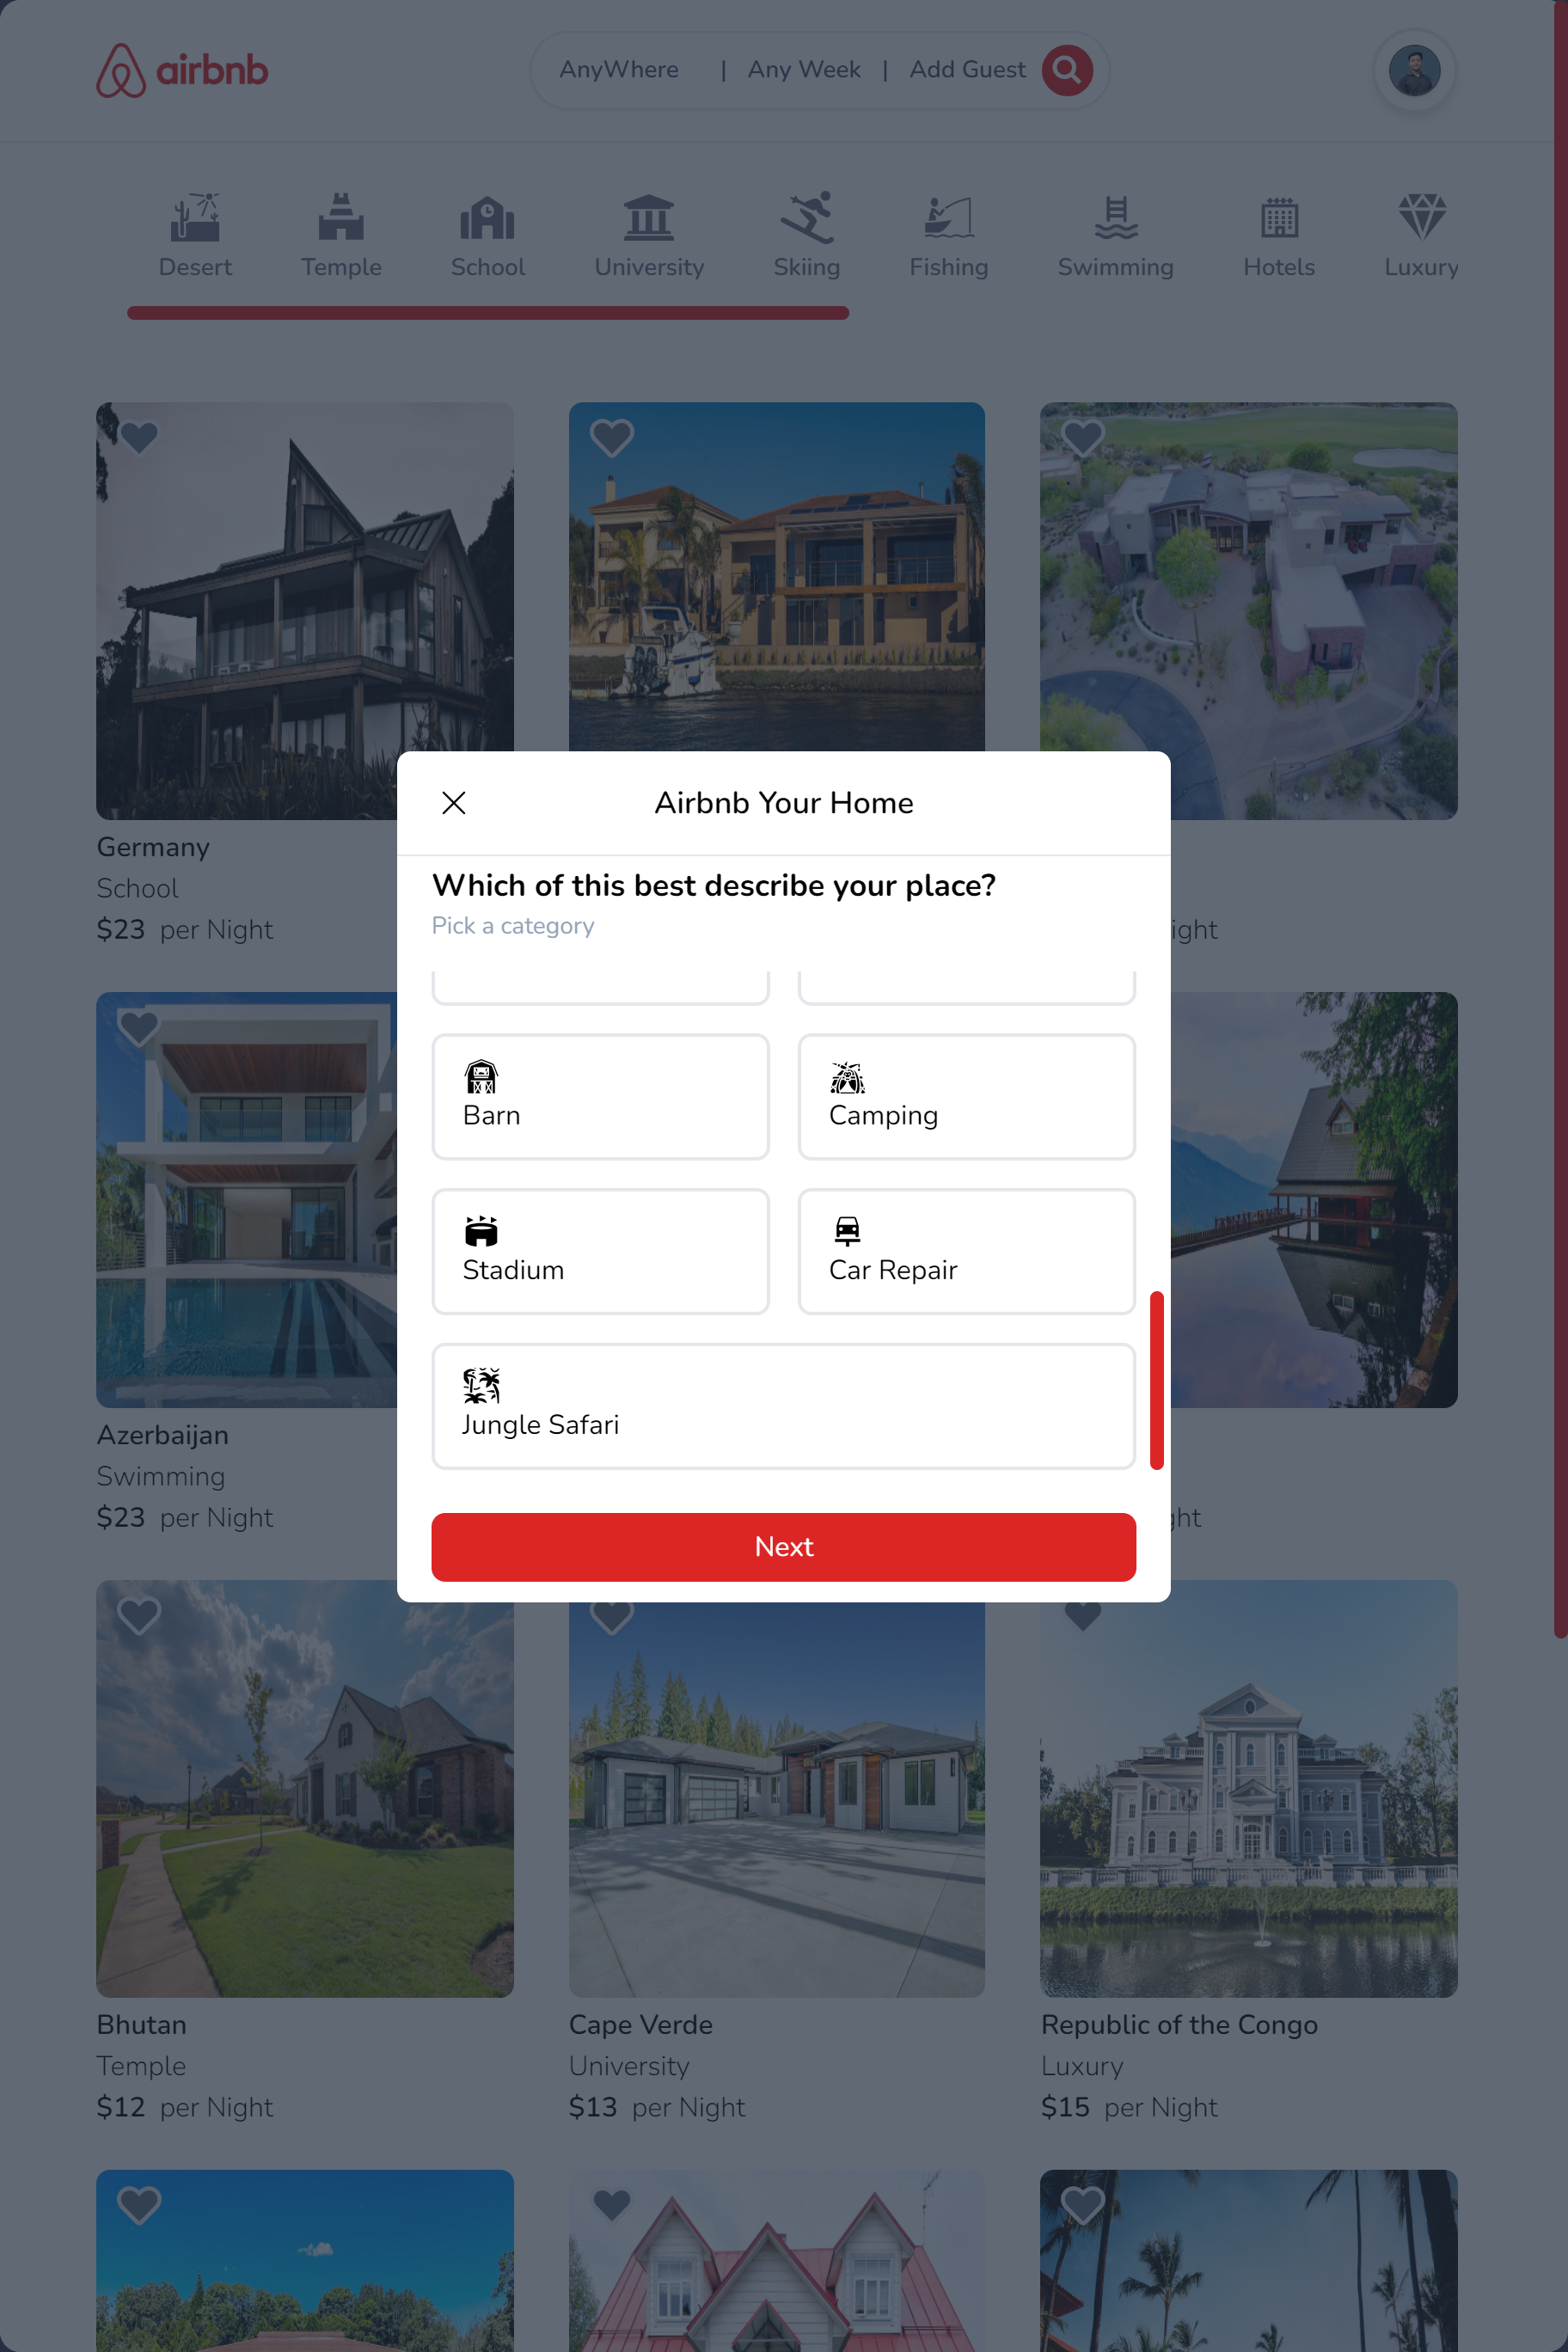 airbnb
AnyWhere | Any Week | Add Guest
Desert Temple School University Skiing Fishing Swimming Hotels Luxury
Airbnb Your Home
Which of this best describe your place?
Pick a category
Barn Camping
Stadium Car Repair
Jungle Safari
Next
Germany
School
$23 per Night
Azerbaijan
Swimming
$23 per Night
Bhutan
Temple
$12 per Night
Cape Verde
University
$13 per Night
Republic of the Congo
Luxury
$15 per Night